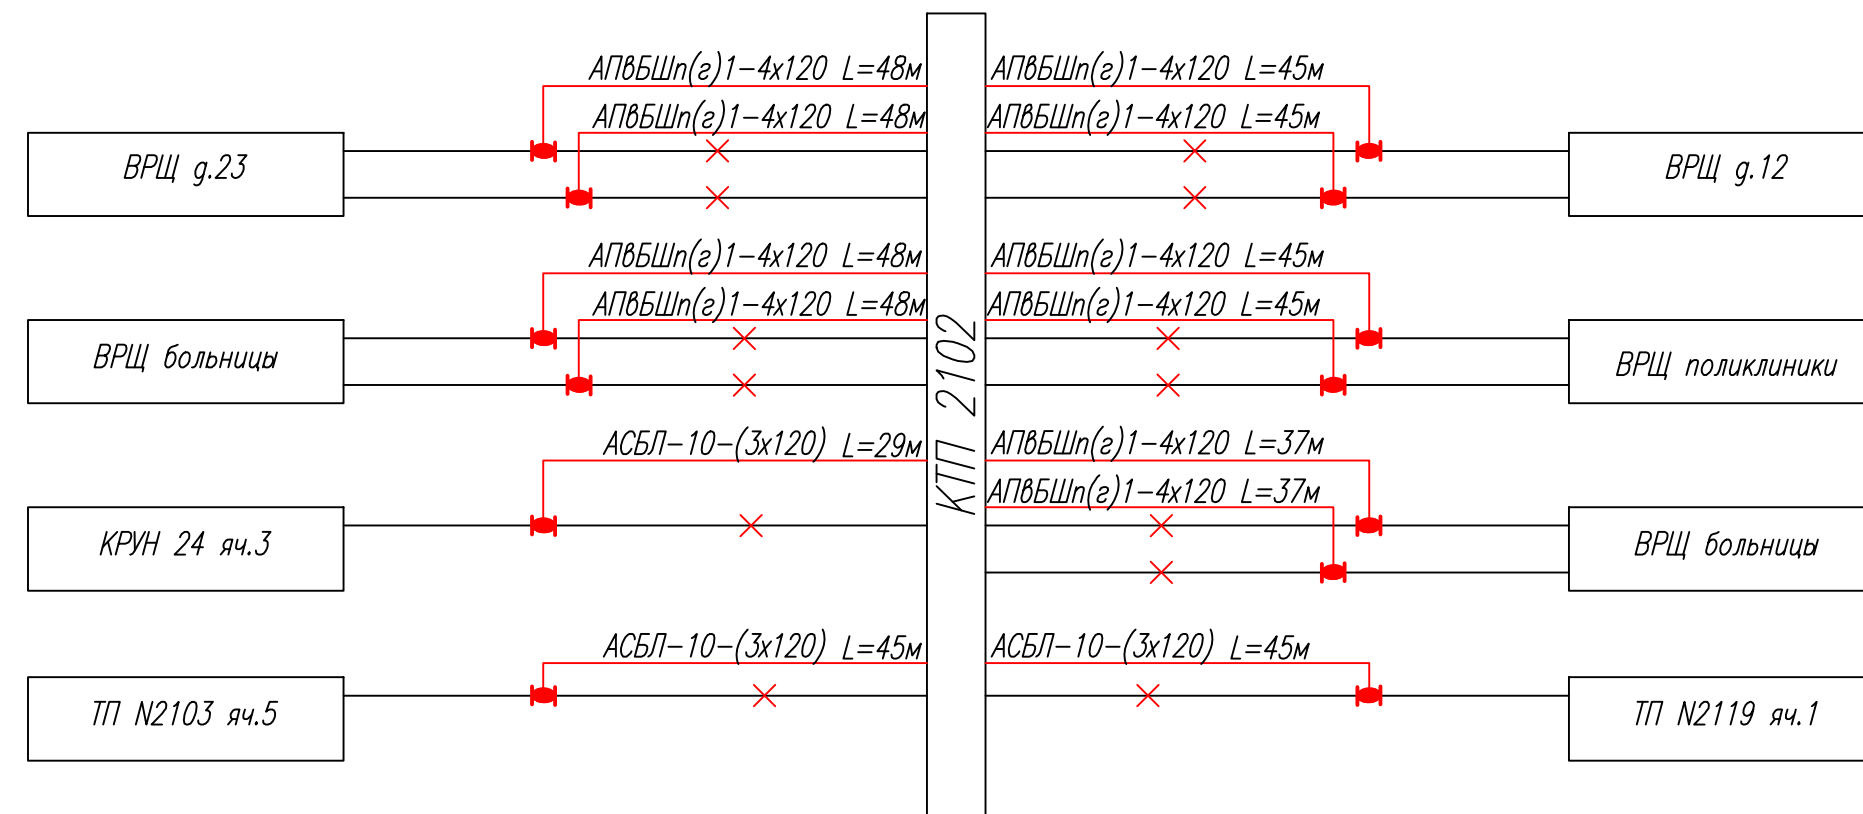 АПвБШп(г)1-4х120 L=48м
АПвБШп(г)1-4х120 L=45м
АПвБШп(г)1-4х120 L=48м
АПвБШп(г)1-4х120 L=45м
ВРЩ д.23
ВРЩ д.12
АПвБШп(г)1-4х120 L=48м
АПвБШп(г)1-4х120 L=45м
АПвБШп(г)1-4х120 L=48м
АПвБШп(г)1-4х120 L=45м
ВРЩ больницы
КТП 2102
ВРЩ поликлиники
АСБЛ-10-(3х120) L=29м
АПвБШп(г)1-4х120 L=37м
АПвБШп(г)1-4х120 L=37м
КРУН 24 яч.3
ВРЩ больницы
АСБЛ-10-(3х120) L=45м
АСБЛ-10-(3х120) L=45м
ТП N2103 яч.5
ТП N2119 яч.1